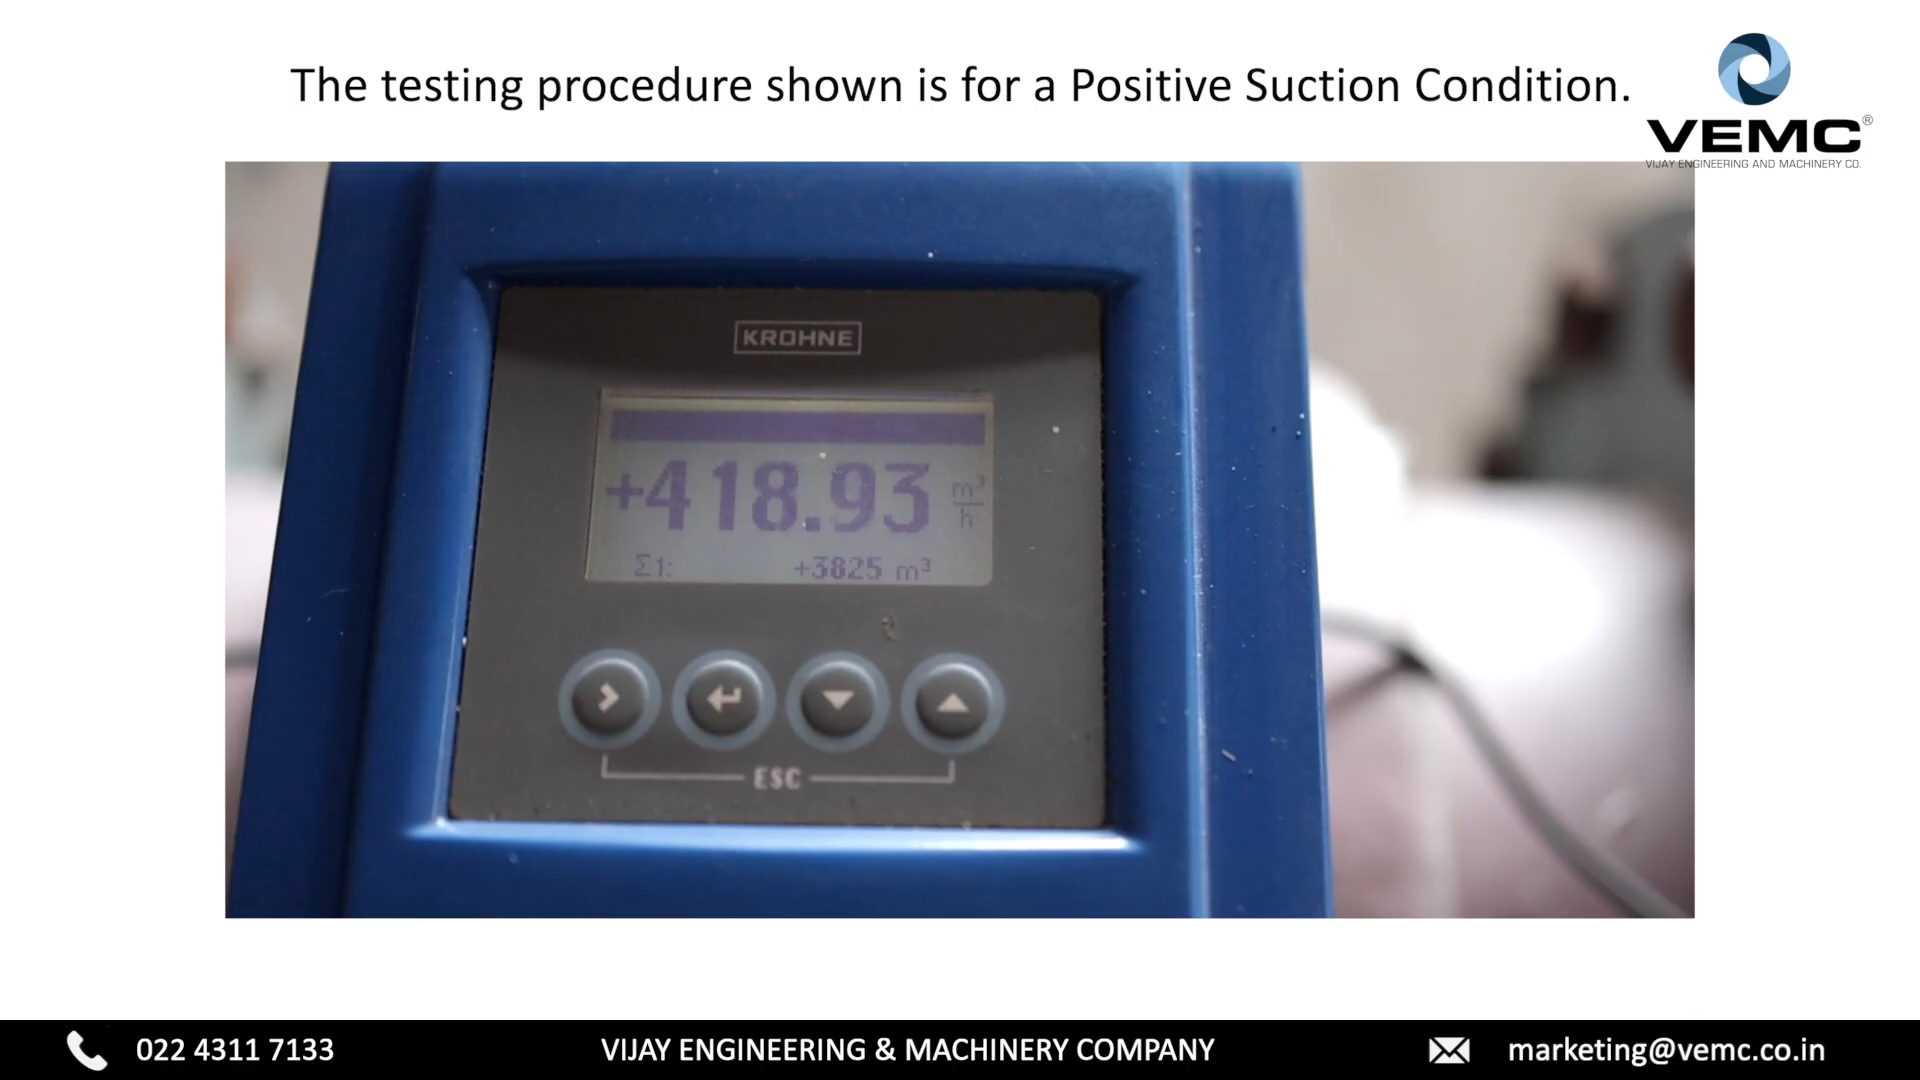 The testing procedure shown is for a Positive Suction Condition.
VEMC®
VIJAY ENGINEERING AND MACHINERY CO.
KROHNE
+418.93 m³/h
Σ1: +3825 m³
ESC
022 4311 7133
VIJAY ENGINEERING & MACHINERY COMPANY
marketing@vemc.co.in